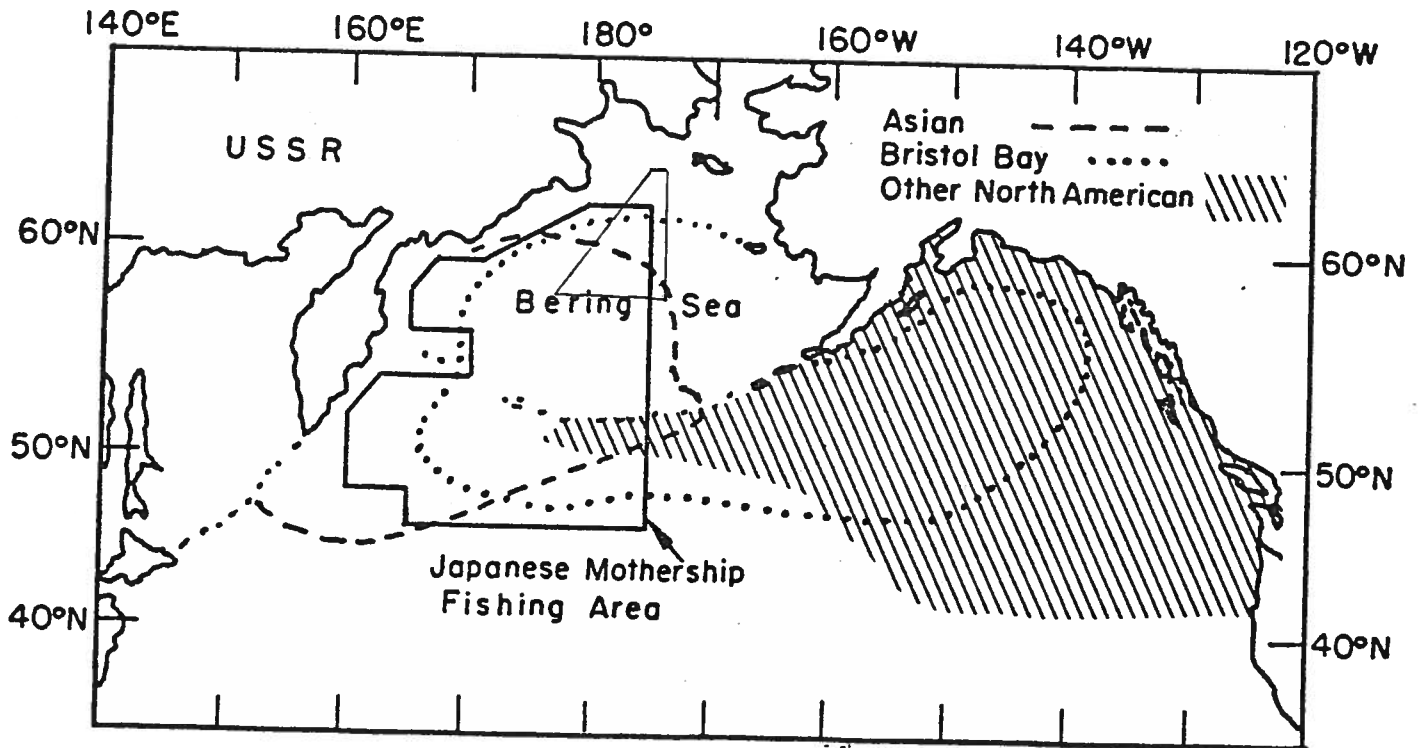 140°E 160°E 180° 160°W 140°W 120°W
USSR
Asian
Bristol Bay
Other North American
60°N
60°N
Bering Sea
50°N
50°N
Japanese Mothership
Fishing Area
40°N
40°N